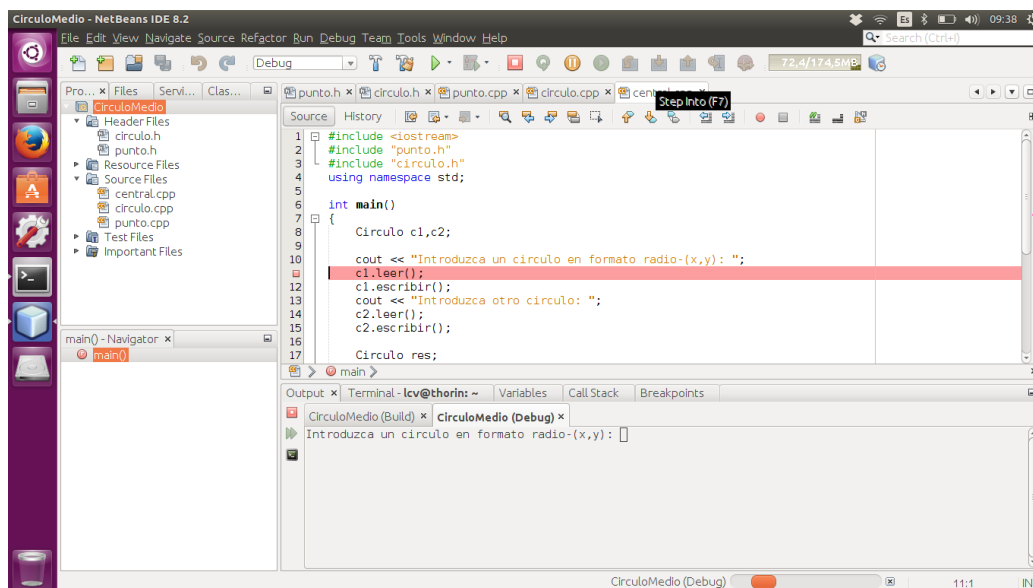 CirculoMedio - NetBeans IDE 8.2
Es
09:38
File Edit View Navigate Source Refactor Run Debug Team Tools Window Help
Search (Ctrl+I)
Debug
72,4/174,5MB
Pro... × Files Servi... Clas...
punto.h × circulo.h × punto.cpp × circulo.cpp ×
Step Into (F7)
CirculoMedio
Header Files
circulo.h
punto.h
Resource Files
Source Files
central.cpp
circulo.cpp
punto.cpp
Test Files
Important Files
Source History
1 #include <iostream>
2 #include "punto.h"
3 #include "circulo.h"
4 using namespace std;
5
6 int main()
7 {
8 Circulo c1,c2;
9
10 cout << "Introduzca un circulo en formato radio-(x,y): ";
c1.leer();
12 c1.escribir();
13 cout << "Introduzca otro circulo: ";
14 c2.leer();
15 c2.escribir();
16
17 Circulo res;
main
main() - Navigator ×
main()
Output × Terminal - lcv@thorin: ~ Variables Call Stack Breakpoints
CirculoMedio (Build) × CirculoMedio (Debug) ×
Introduzca un circulo en formato radio-(x,y):
CirculoMedio (Debug)
11:1
IN